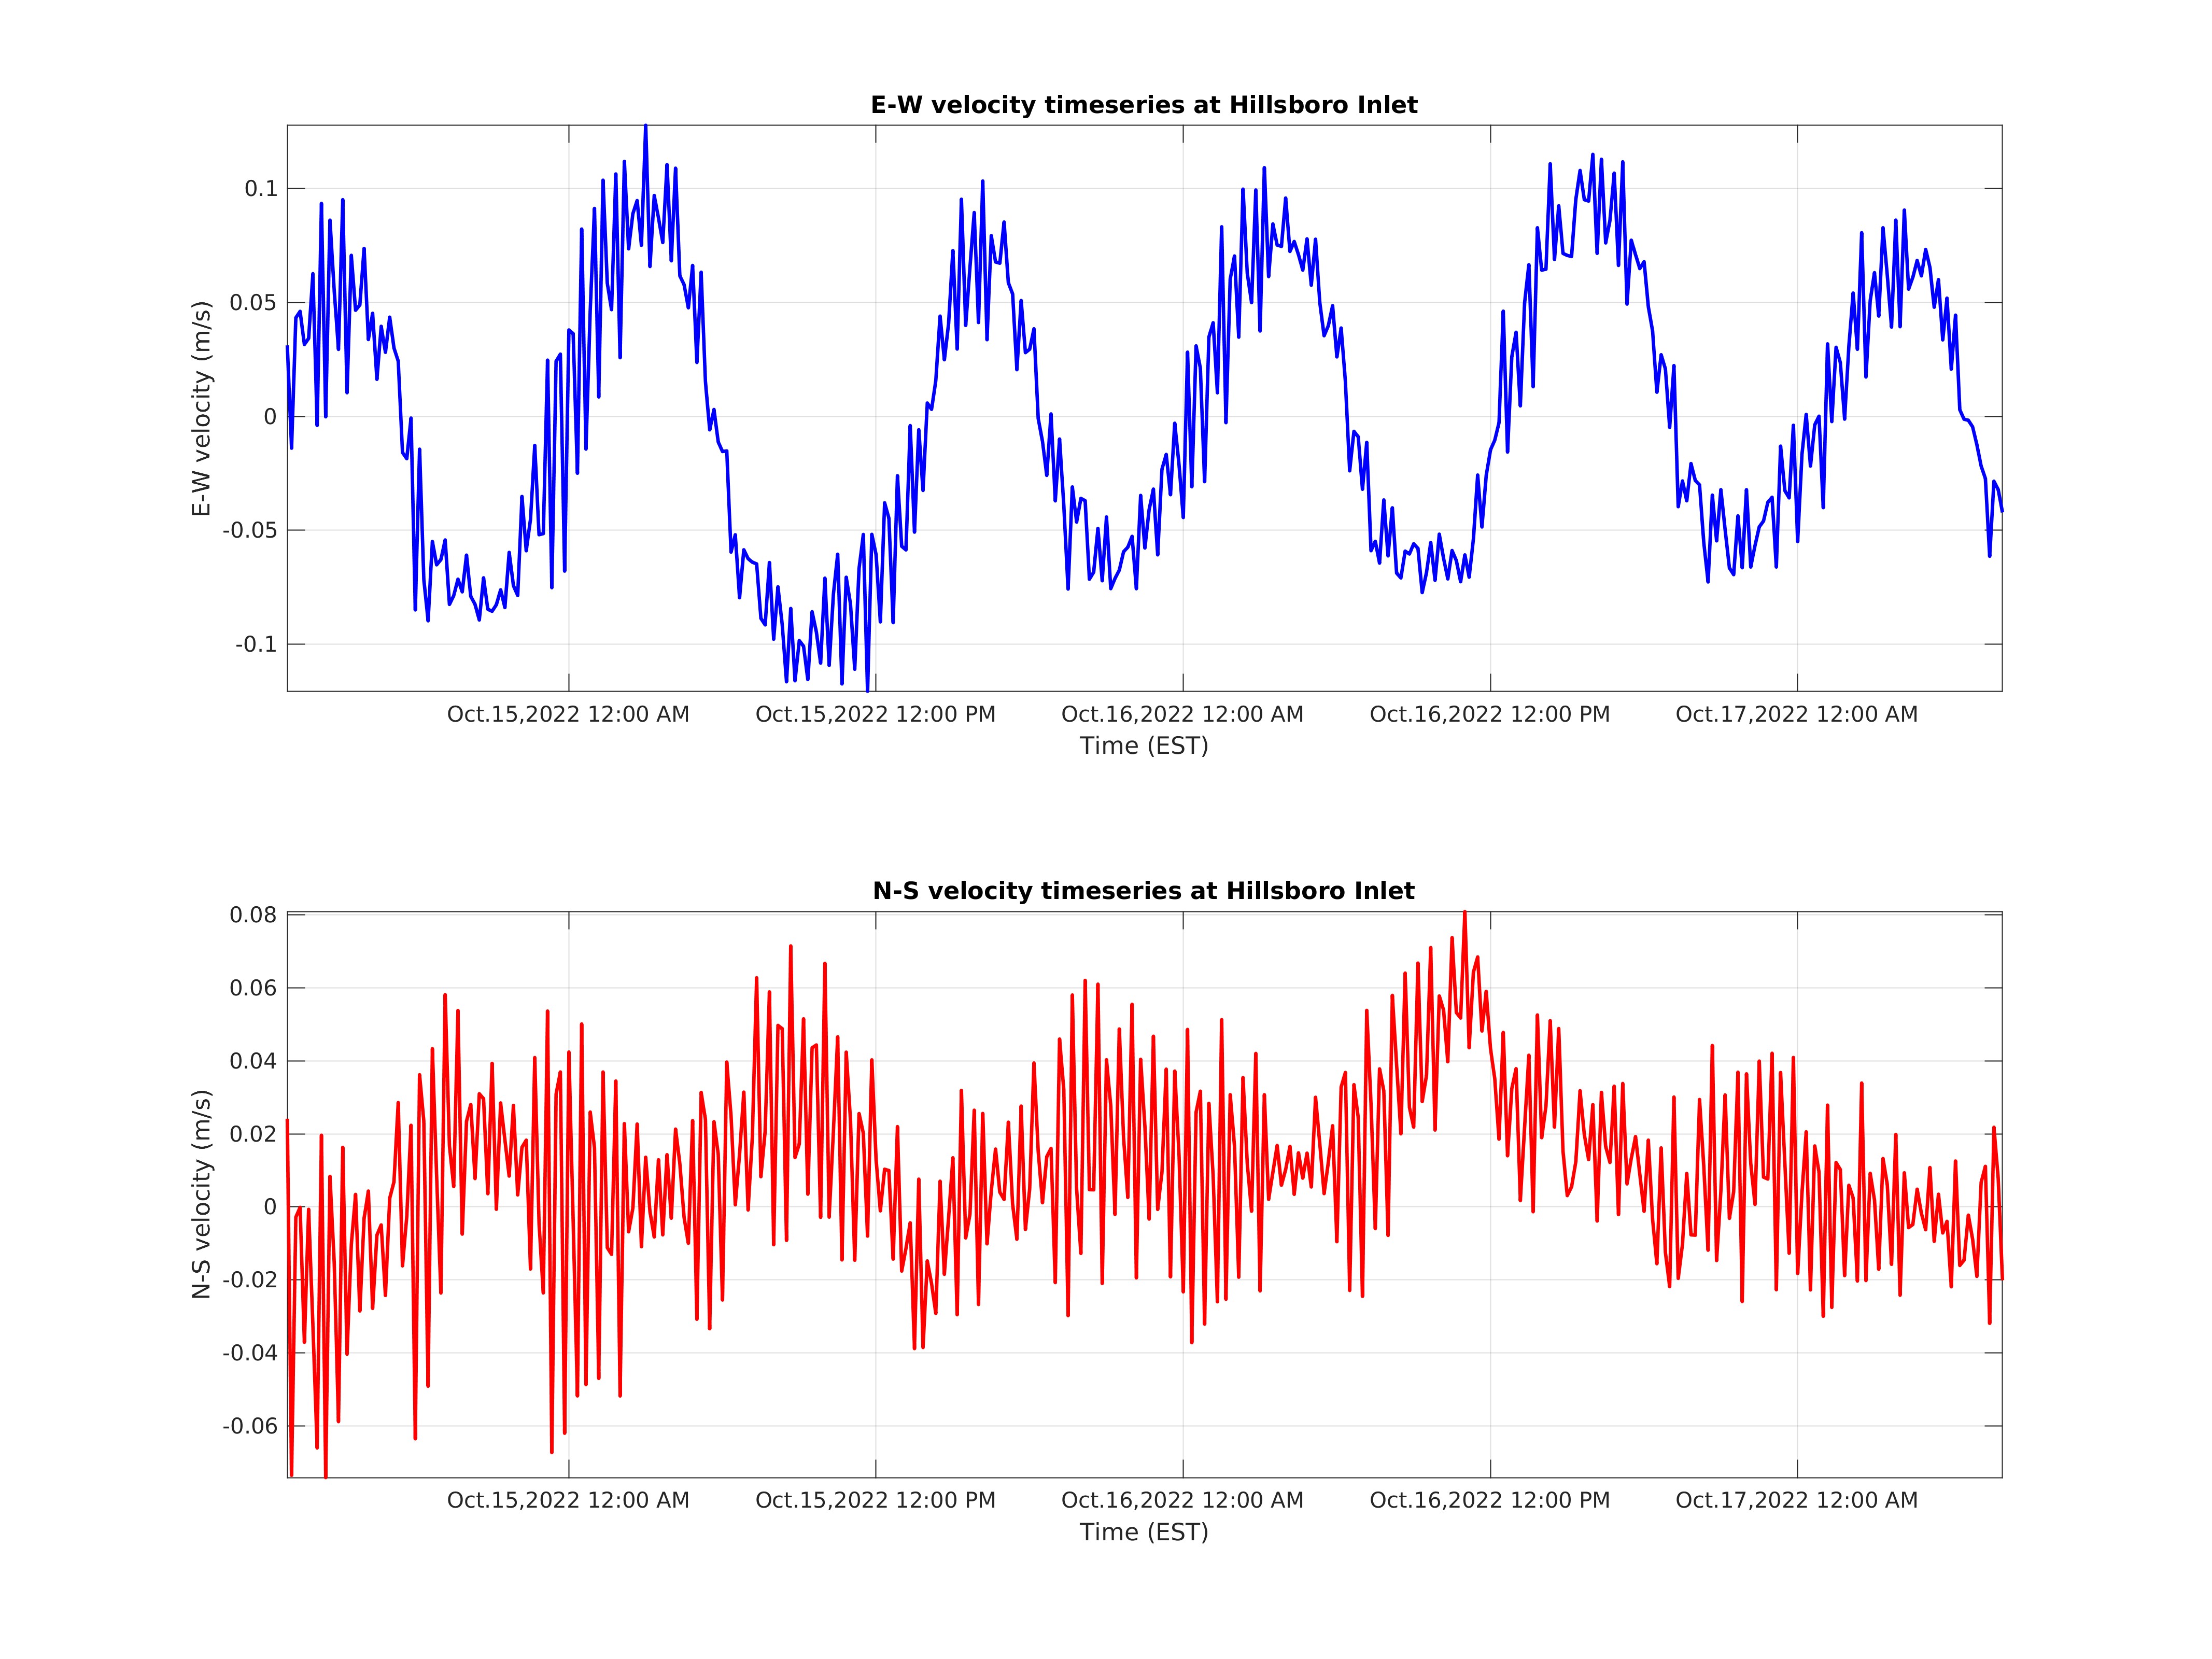 E-W velocity timeseries at Hillsboro Inlet
E-W velocity (m/s)
0.1
0.05
0
-0.05
-0.1
Oct.15,2022 12:00 AM
Oct.15,2022 12:00 PM
Oct.16,2022 12:00 AM
Oct.16,2022 12:00 PM
Oct.17,2022 12:00 AM
Time (EST)
N-S velocity timeseries at Hillsboro Inlet
N-S velocity (m/s)
0.08
0.06
0.04
0.02
0
-0.02
-0.04
-0.06
Oct.15,2022 12:00 AM
Oct.15,2022 12:00 PM
Oct.16,2022 12:00 AM
Oct.16,2022 12:00 PM
Oct.17,2022 12:00 AM
Time (EST)